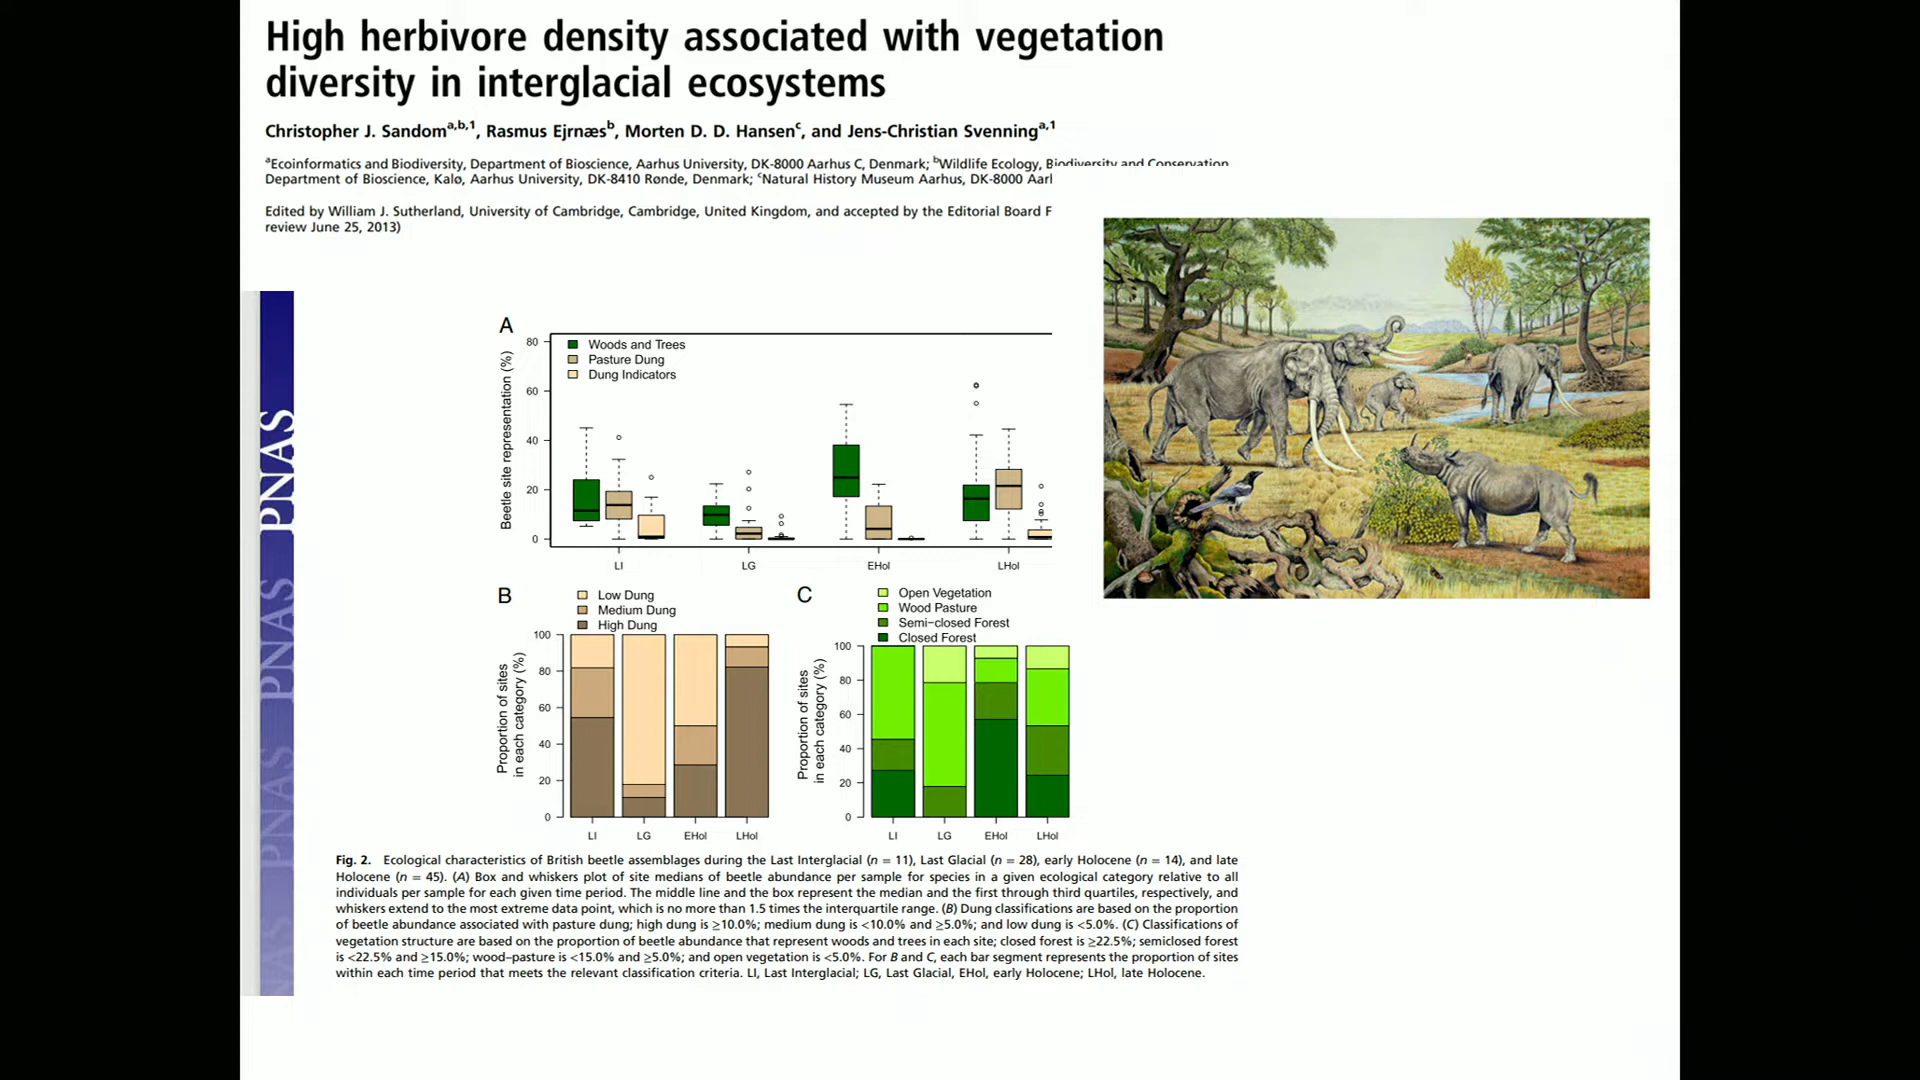 High herbivore density associated with vegetation
diversity in interglacial ecosystems
Christopher J. Sandomᵃ,ᵇ,¹, Rasmus Ejrnæsᵇ, Morten D. D. Hansenᶜ, and Jens-Christian Svenningᵃ,¹
ᵃEcoinformatics and Biodiversity, Department of Bioscience, Aarhus University, DK-8000 Aarhus C, Denmark; ᵇWildlife Ecology, Biodiversity and Conservation
Department of Bioscience, Kalø, Aarhus University, DK-8410 Rønde, Denmark; ᶜNatural History Museum Aarhus, DK-8000 Aarl
Edited by William J. Sutherland, University of Cambridge, Cambridge, United Kingdom, and accepted by the Editorial Board F
review June 25, 2013)
PNAS
PNAS
PNAS
PNAS
A
Beetle site representation (%)
80
60
40
20
0
Woods and Trees
Pasture Dung
Dung Indicators
LI
LG
EHol
LHol
B
Low Dung
Medium Dung
High Dung
Proportion of sites
in each category (%)
100
80
60
40
20
0
LI
LG
EHol
LHol
C
Open Vegetation
Wood Pasture
Semi−closed Forest
Closed Forest
Proportion of sites
in each category (%)
100
80
60
40
20
0
LI
LG
EHol
LHol
Fig. 2. Ecological characteristics of British beetle assemblages during the Last Interglacial (n = 11), Last Glacial (n = 28), early Holocene (n = 14), and late
Holocene (n = 45). (A) Box and whiskers plot of site medians of beetle abundance per sample for species in a given ecological category relative to all
individuals per sample for each given time period. The middle line and the box represent the median and the first through third quartiles, respectively, and
whiskers extend to the most extreme data point, which is no more than 1.5 times the interquartile range. (B) Dung classifications are based on the proportion
of beetle abundance associated with pasture dung; high dung is ≥10.0%; medium dung is <10.0% and ≥5.0%; and low dung is <5.0%. (C) Classifications of
vegetation structure are based on the proportion of beetle abundance that represent woods and trees in each site; closed forest is ≥22.5%; semiclosed forest
is <22.5% and ≥15.0%; wood–pasture is <15.0% and ≥5.0%; and open vegetation is <5.0%. For B and C, each bar segment represents the proportion of sites
within each time period that meets the relevant classification criteria. LI, Last Interglacial; LG, Last Glacial, EHol, early Holocene; LHol, late Holocene.